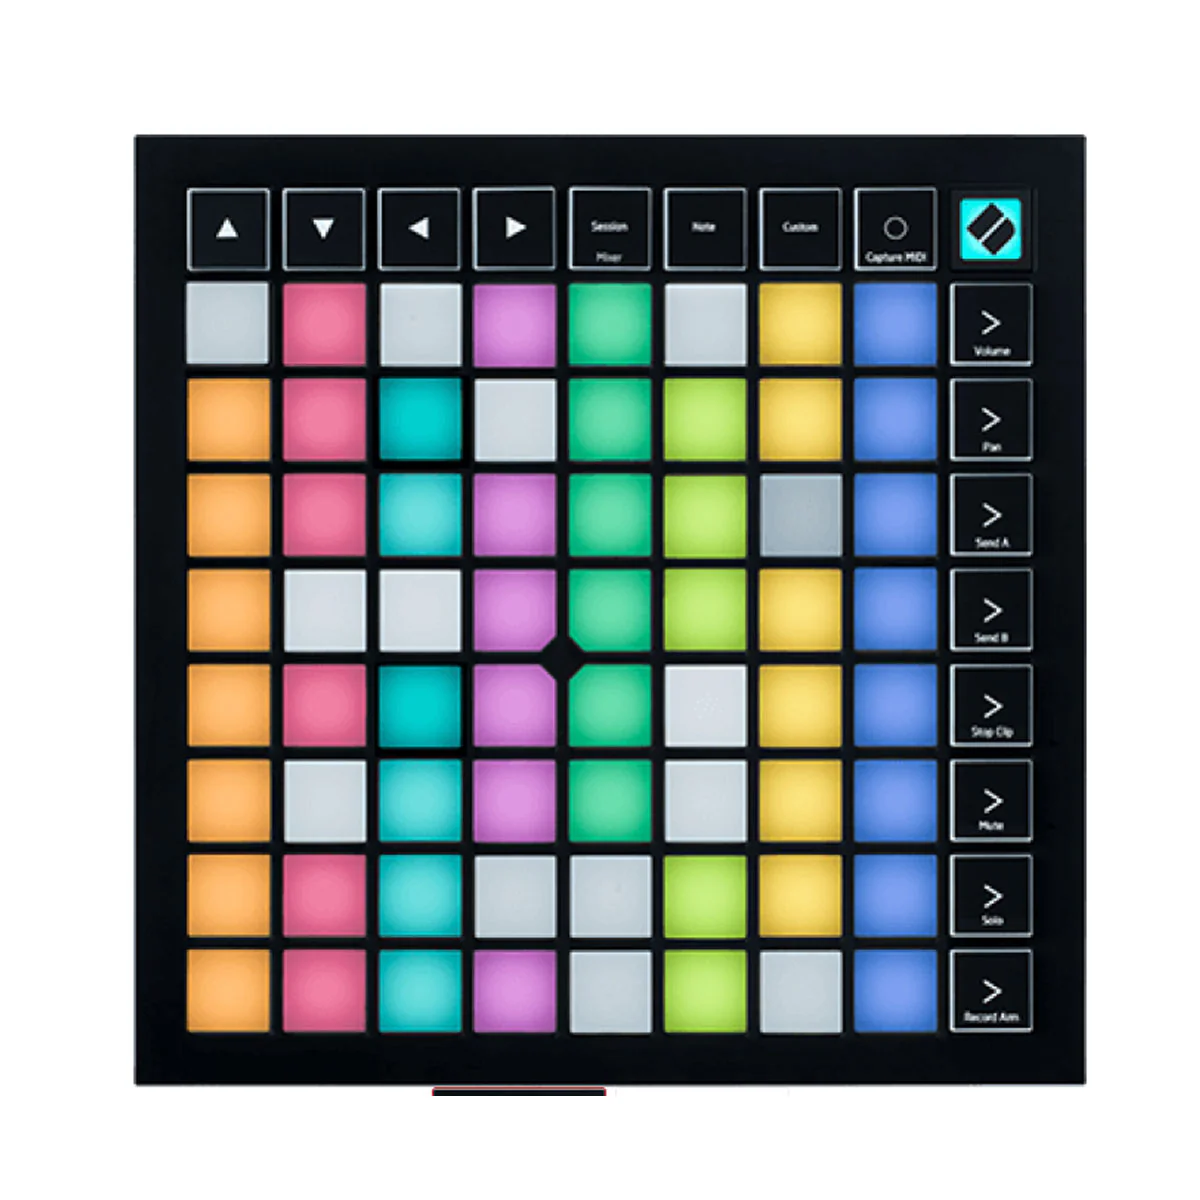 Session
Mixer
Note
Custom
Capture MIDI
Volume
Pan
Send A
Send B
Stop Clip
Mute
Solo
Record Arm